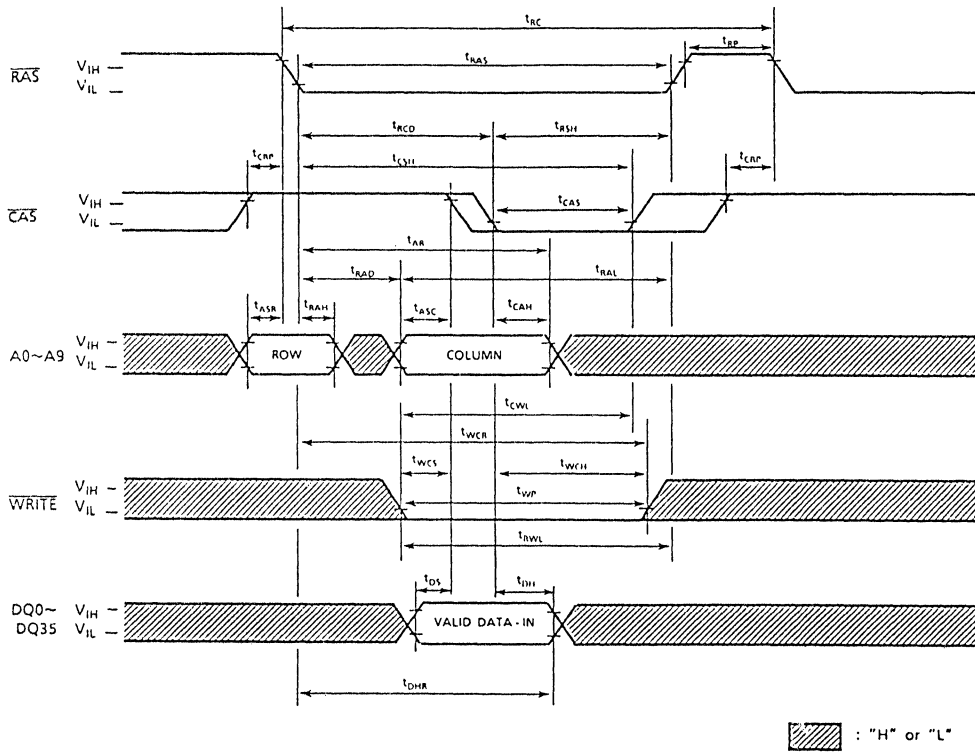 tRC
tRP
tRAS
RAS
VIH
VIL
tRCD
tRSH
tCRP
tCSH
tCRP
CAS
VIH
VIL
tCAS
tAR
tRAD
tRAL
tASR
tRAH
tASC
tCAH
A0~A9
VIH
VIL
ROW
COLUMN
tCWL
tWCR
tWCS
tWCH
WRITE
VIH
VIL
tWP
tRWL
tDS
tDH
DQ0~
DQ35
VIH
VIL
VALID DATA-IN
tDHR
: "H" or "L"